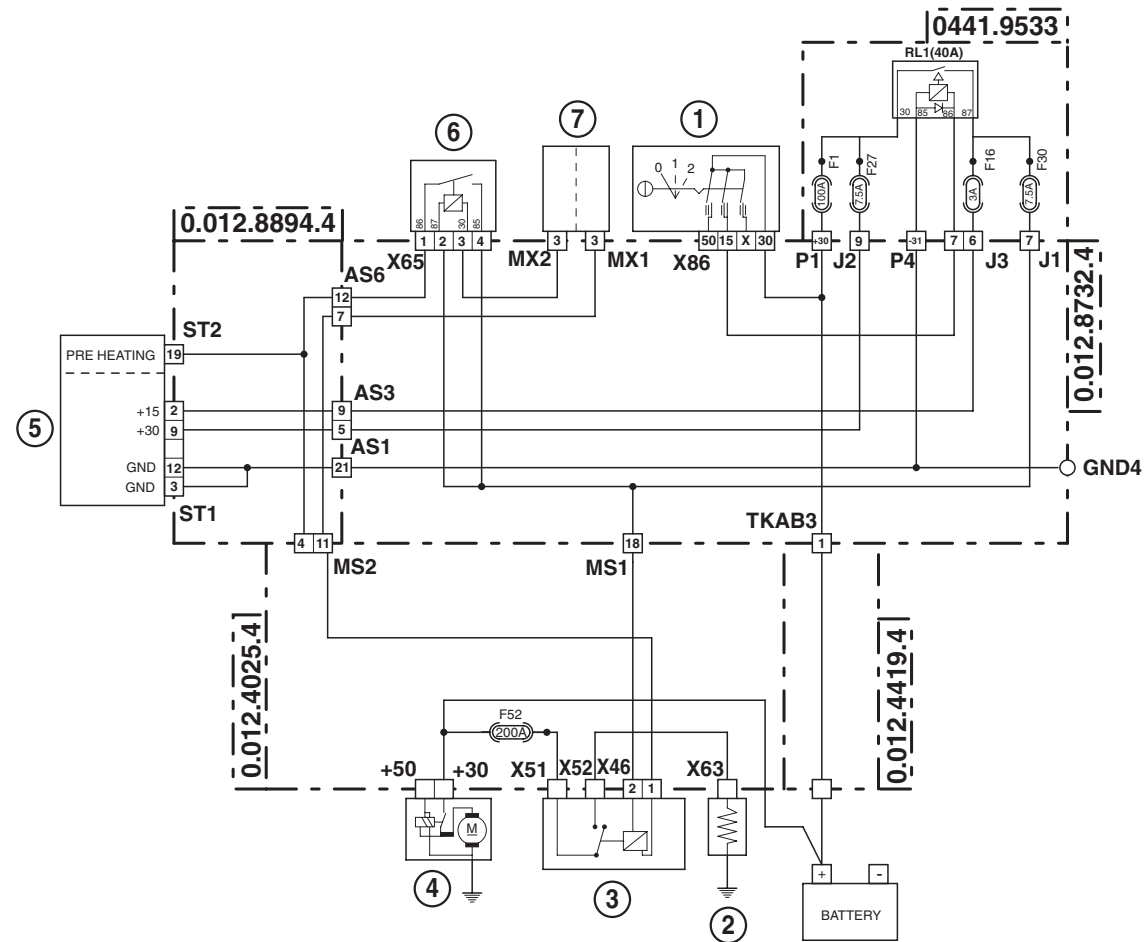 0441.9533
RL1(40A)
30 85 86 87
F1 F27 F16 F30
100A 7.5A 3A 7.5A
6 7 1
0 1 2
86 87 30 85
0.012.8894.4
1 2 3 4 3 3 50 15 X 30 +30 9 -31 7 6 7
X65 MX2 MX1 X86 P1 J2 P4 J3 J1
AS6
12
7
0.012.8732.4
ST2
PRE HEATING 19
AS3
5
+15 2 9
+30 9 5
AS1
GND 12 21
GND4
GND 3
ST1
TKAB3
4 11 18 1
MS2 MS1
0.012.4025.4
0.012.4419.4
F52
200A
+50 +30 X51 X52 X46 X63
2 1
M
4 3 2
+ -
BATTERY